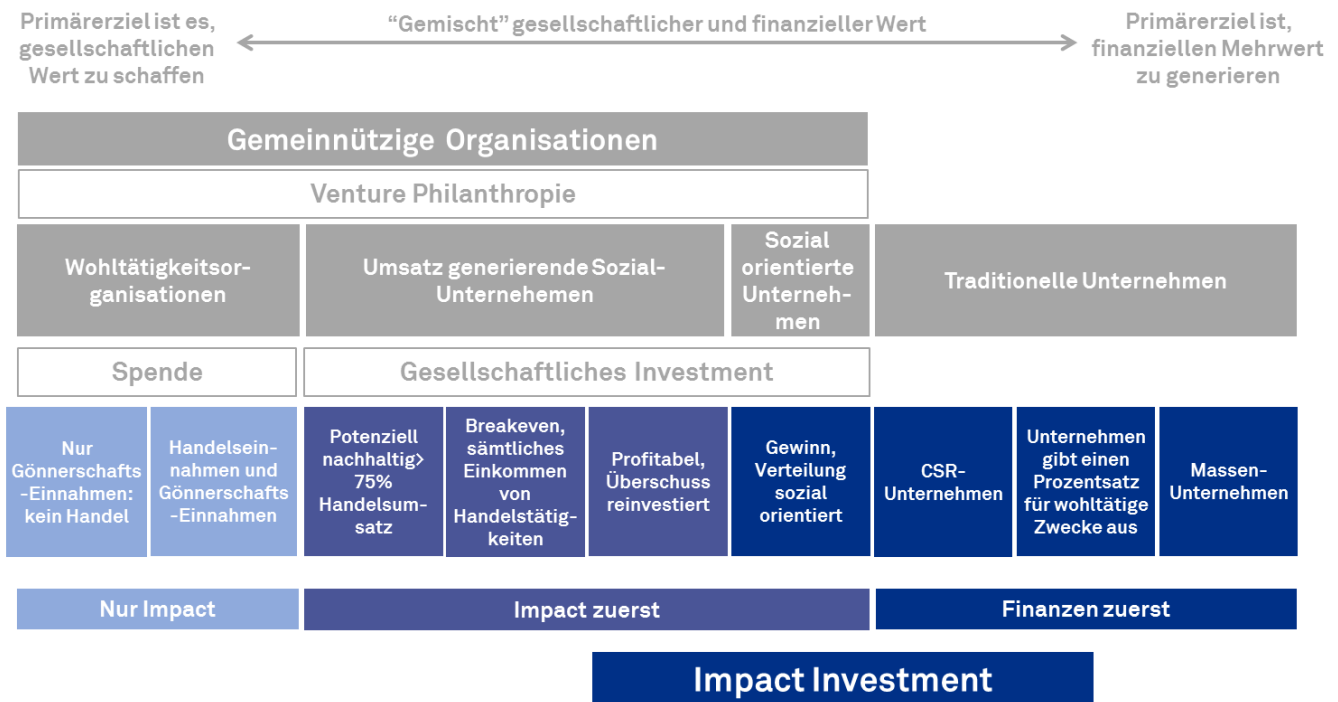 Primärerziel ist es,
gesellschaftlichen
Wert zu schaffen
“Gemischt” gesellschaftlicher und finanzieller Wert
Primärerziel ist,
finanziellen Mehrwert
zu generieren
Gemeinnützige Organisationen
Venture Philanthropie
Wohltätigkeitsor-
ganisationen
Umsatz generierende Sozial-
Unternehemen
Sozial
orientierte
Unterneh-
men
Traditionelle Unternehmen
Spende
Gesellschaftliches Investment
Nur
Gönnerschafts
-Einnahmen:
kein Handel
Handelsein-
nahmen und
Gönnerschafts
-Einnahmen
Potenziell
nachhaltig>
75%
Handelsum-
satz
Breakeven,
sämtliches
Einkommen
von
Handelstätig-
keiten
Profitabel,
Überschuss
reinvestiert
Gewinn,
Verteilung
sozial
orientiert
CSR-
Unternehmen
Unternehmen
gibt einen
Prozentsatz
für wohltätige
Zwecke aus
Massen-
Unternehmen
Nur Impact
Impact zuerst
Finanzen zuerst
Impact Investment